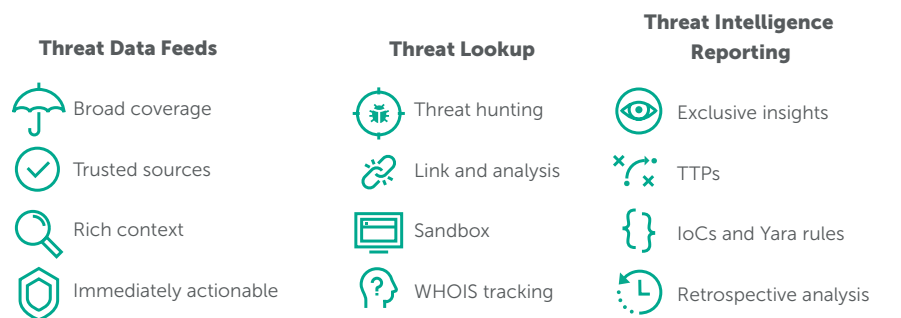 Threat Data Feeds
Broad coverage
Trusted sources
Rich context
Immediately actionable
Threat Lookup
Threat hunting
Link and analysis
Sandbox
WHOIS tracking
Threat Intelligence
Reporting
Exclusive insights
TTPs
IoCs and Yara rules
Retrospective analysis